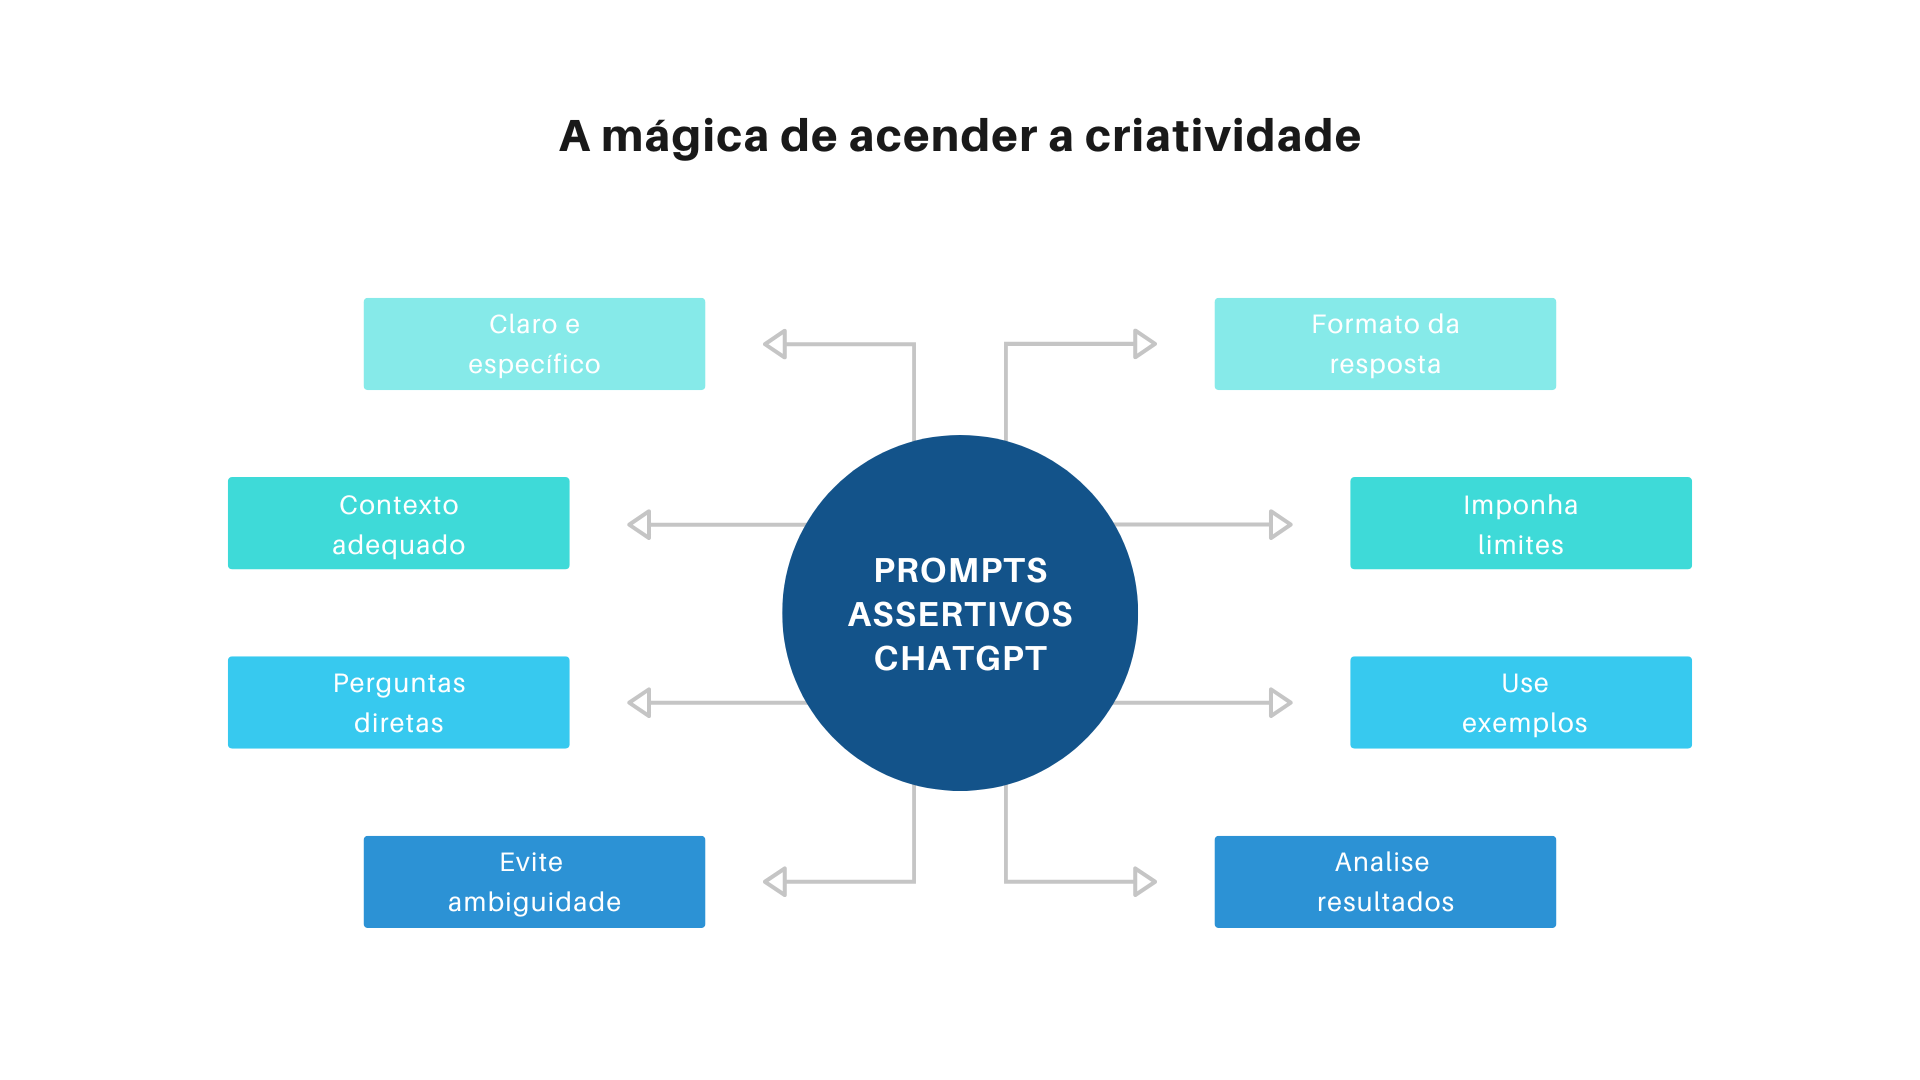 A mágica de acender a criatividade
Claro e
específico
Formato da
resposta
Contexto
adequado
Imponha
limites
PROMPTS
ASSERTIVOS
CHATGPT
Perguntas
diretas
Use
exemplos
Evite
ambiguidade
Analise
resultados